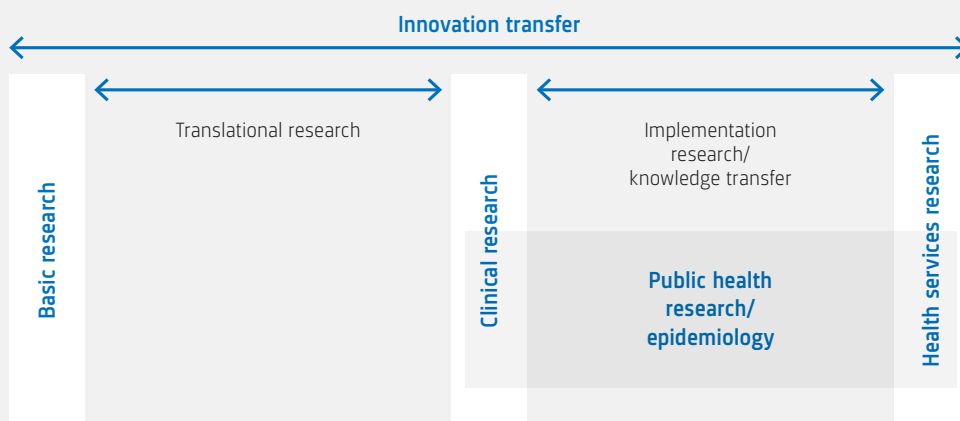 Innovation transfer
Translational research
Implementation
research/
knowledge transfer
Basic research
Clinical research
Health services research
Public health
research/
epidemiology